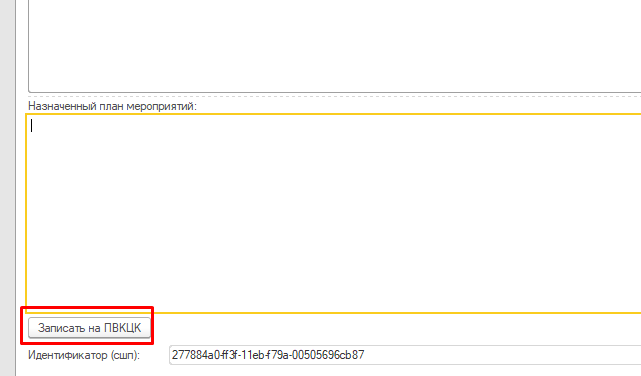 Назначенный план мероприятий:
Записать на ПВКЦК
Идентификатор (сшп): 277884a0-ff3f-11eb-f79a-00505696cb87